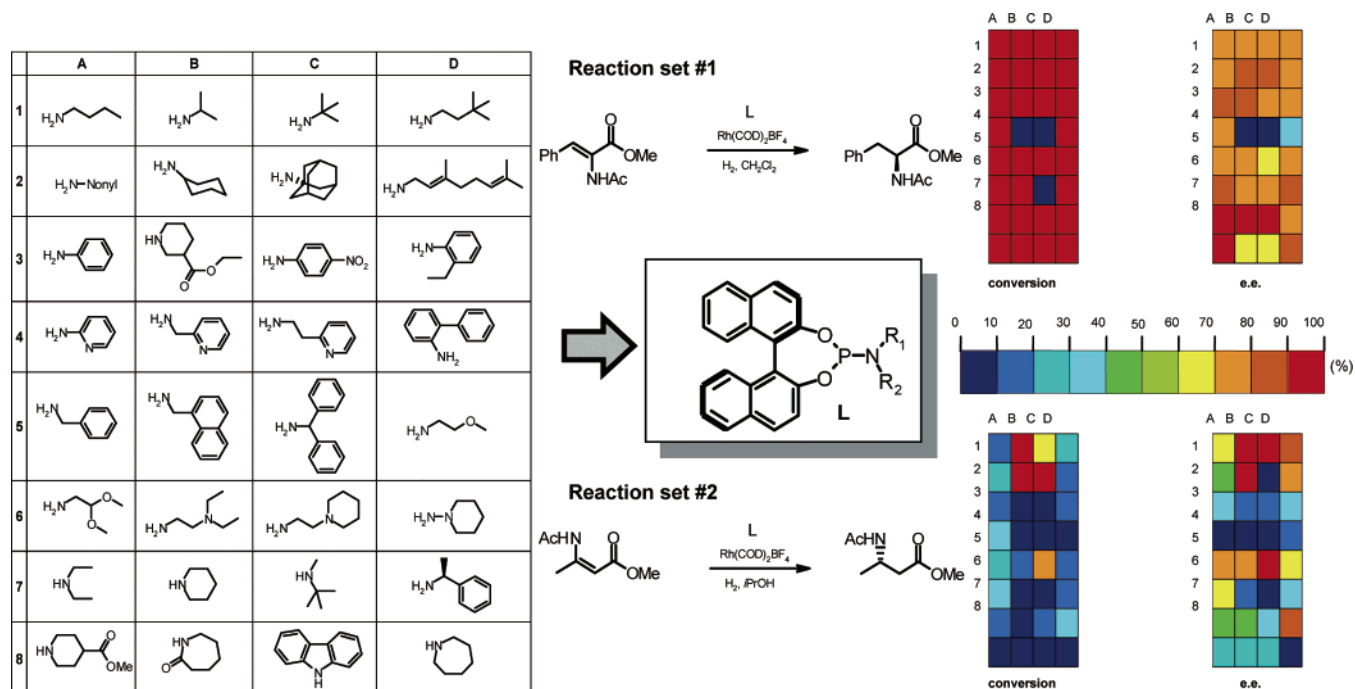 A B C D
1 H2N H2N H2N H2N
2 H2N-Nonyl H2N H2N H2N
3 H2N HN O O H2N NO2 H2N
4 H2N N H2N N H2N N NH2
5 H2N H2N H2N H2N O
6 H2N O O H2N N H2N N H2N-N
7 HN HN HN H2N
8 HN O OMe HN O N H HN
Reaction set #1
Ph O OMe NHAc
L
Rh(COD)2BF4
H2, CH2Cl2
Ph O OMe NHAc
O O P-N R1 R2
L
Reaction set #2
AcHN O OMe
L
Rh(COD)2BF4
H2, iPrOH
AcHN O OMe
A B C D
1
2
3
4
5
6
7
8
conversion
A B C D
1
2
3
4
5
6
7
8
e.e.
0 10 20 30 40 50 60 70 80 90 100
(%)
A B C D
1
2
3
4
5
6
7
8
conversion
A B C D
1
2
3
4
5
6
7
8
e.e.